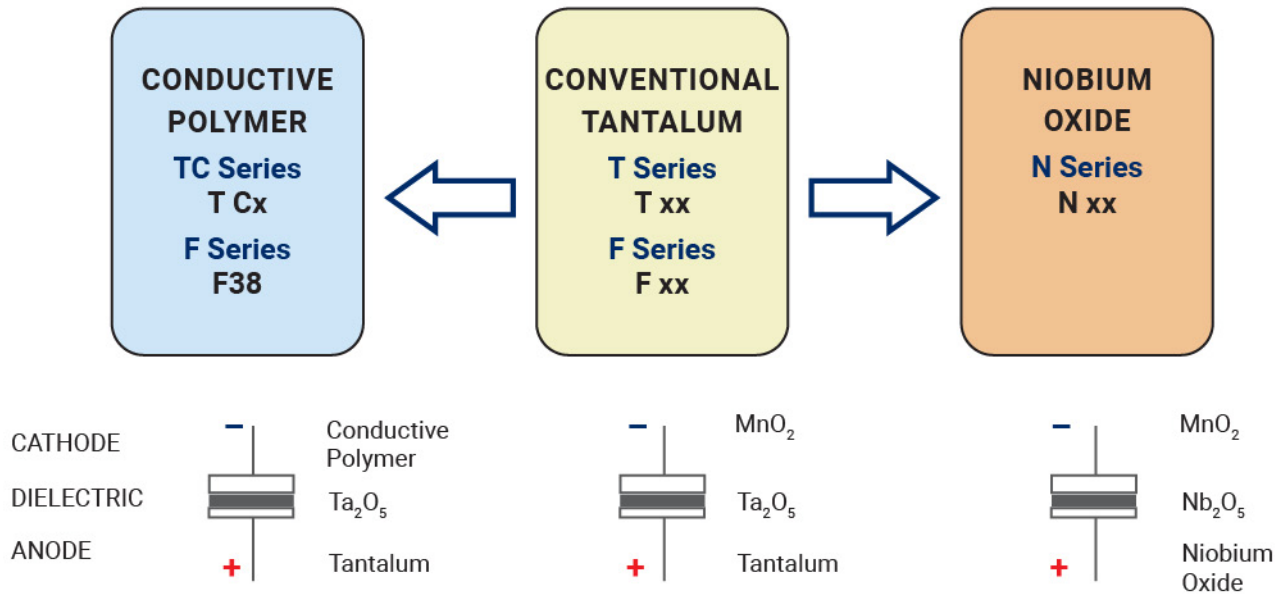 CONDUCTIVE
POLYMER
TC Series
T Cx
F Series
F38
CONVENTIONAL
TANTALUM
T Series
T xx
F Series
F xx
NIOBIUM
OXIDE
N Series
N xx
CATHODE
DIELECTRIC
ANODE
–
Conductive
Polymer
Ta₂O₅
+
Tantalum
–
MnO₂
Ta₂O₅
+
Tantalum
–
MnO₂
Nb₂O₅
+
Niobium
Oxide